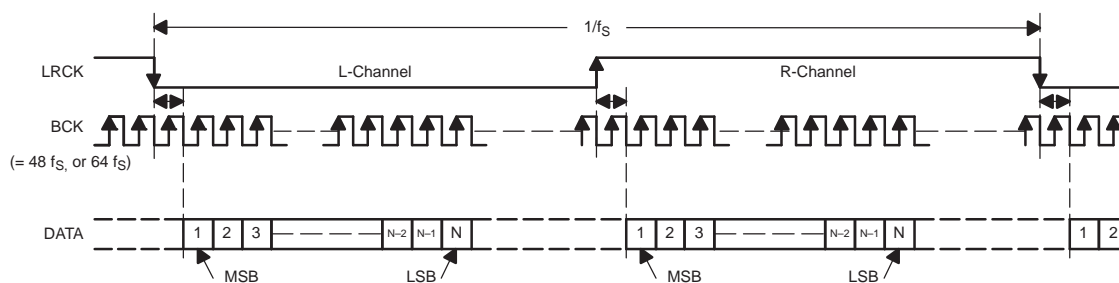 1/fS
LRCK
L-Channel
R-Channel
BCK
(= 48 fS, or 64 fS)
DATA
1 2 3 N–2 N–1 N 1 2 3 N–2 N–1 N 1 2
MSB LSB MSB LSB